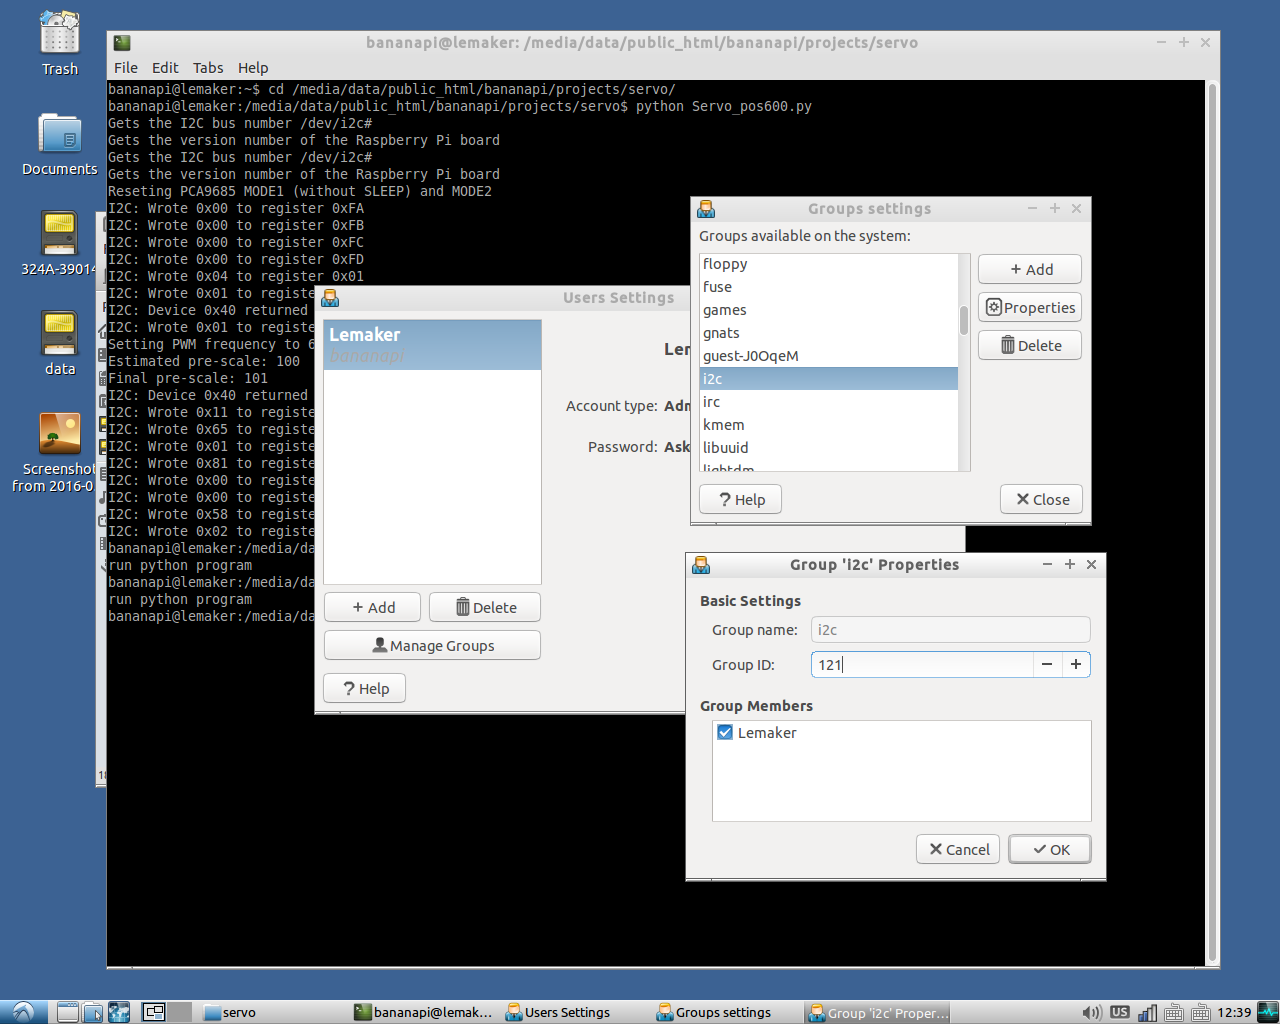 Trash
Documents
324A-39014
data
Screenshot
from 2016-0
bananapi@lemaker: /media/data/public_html/bananapi/projects/servo
File Edit Tabs Help
bananapi@lemaker:~$ cd /media/data/public_html/bananapi/projects/servo/
bananapi@lemaker:/media/data/public_html/bananapi/projects/servo$ python Servo_pos600.py
Gets the I2C bus number /dev/i2c#
Gets the version number of the Raspberry Pi board
Gets the I2C bus number /dev/i2c#
Gets the version number of the Raspberry Pi board
Reseting PCA9685 MODE1 (without SLEEP) and MODE2
I2C: Wrote 0x00 to register 0xFA
I2C: Wrote 0x00 to register 0xFB
I2C: Wrote 0x00 to register 0xFC
I2C: Wrote 0x00 to register 0xFD
I2C: Wrote 0x04 to register 0x01
I2C: Wrote 0x01 to registe
I2C: Device 0x40 returned
I2C: Wrote 0x01 to registe
Setting PWM frequency to 6
Estimated pre-scale: 100
Final pre-scale: 101
I2C: Device 0x40 returned
I2C: Wrote 0x11 to registe
I2C: Wrote 0x65 to registe
I2C: Wrote 0x01 to registe
I2C: Wrote 0x81 to registe
I2C: Wrote 0x00 to registe
I2C: Wrote 0x00 to registe
I2C: Wrote 0x58 to registe
I2C: Wrote 0x02 to registe
bananapi@lemaker:/media/da
run python program
bananapi@lemaker:/media/da
run python program
bananapi@lemaker:/media/da
Users Settings
Lemaker
bananapi
Len
Account type: Adm
Password: Ask
+ Add
Delete
Manage Groups
? Help
Groups settings
Groups available on the system:
floppy
fuse
games
gnats
guest-J0OqeM
i2c
irc
kmem
libuuid
lightdm
+ Add
Properties
Delete
? Help
Close
Group 'i2c' Properties
Basic Settings
Group name: i2c
Group ID: 121
Group Members
Lemaker
Cancel
OK
servo
bananapi@lemak...
Users Settings
Groups settings
Group 'i2c' Proper...
US
12:39